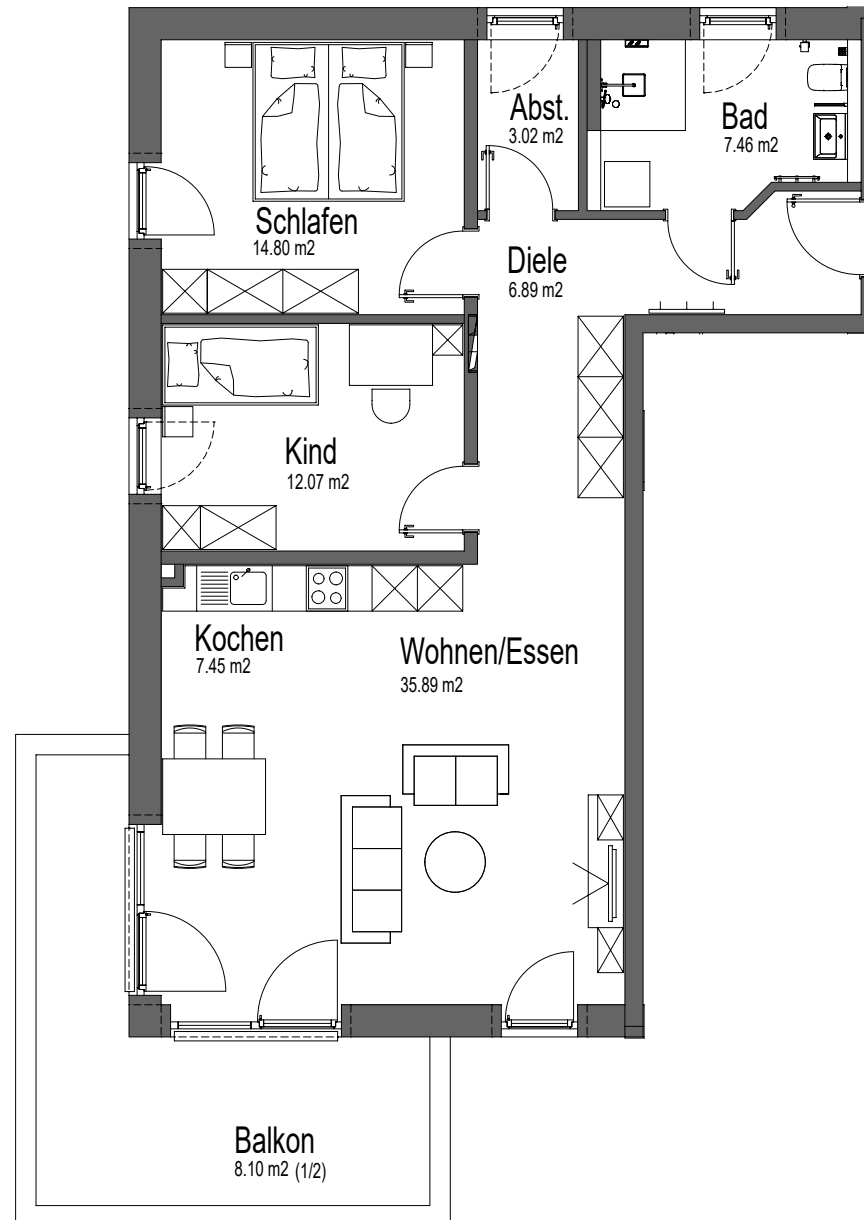 Abst.
3.02 m2
Bad
7.46 m2
Schlafen
14.80 m2
Diele
6.89 m2
Kind
12.07 m2
Kochen
7.45 m2
Wohnen/Essen
35.89 m2
Balkon
8.10 m2 (1/2)